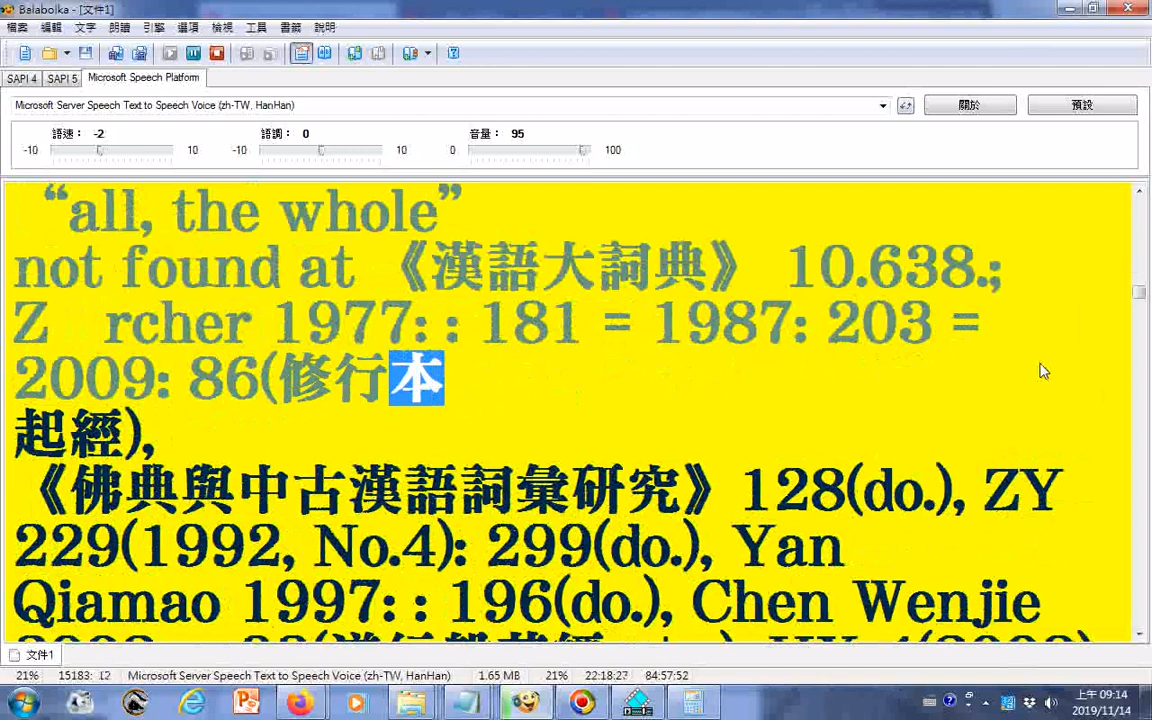 Balabolka - [文件1]
檔案 編輯 文字 朗讀 引擎 選項 檢視 工具 書籤 說明
SAPI 4 SAPI 5 Microsoft Speech Platform
Microsoft Server Speech Text to Speech Voice (zh-TW, HanHan) 關於 預設
語速： -2 語調： 0 音量： 95
-10 10 -10 10 0 100
“all, the whole”
not found at 《漢語大詞典》 10.638.;
Z rcher 1977: : 181 = 1987: 203 =
2009: 86(修行本
起經),
《佛典與中古漢語詞彙研究》128(do.), ZY
229(1992, No.4): 299(do.), Yan
Qiamao 1997: : 196(do.), Chen Wenjie
文件1
21% 15183: 12 Microsoft Server Speech Text to Speech Voice (zh-TW, HanHan) 1.65 MB 21% 22:18:27 84:57:52
上午 09:14
2019/11/14